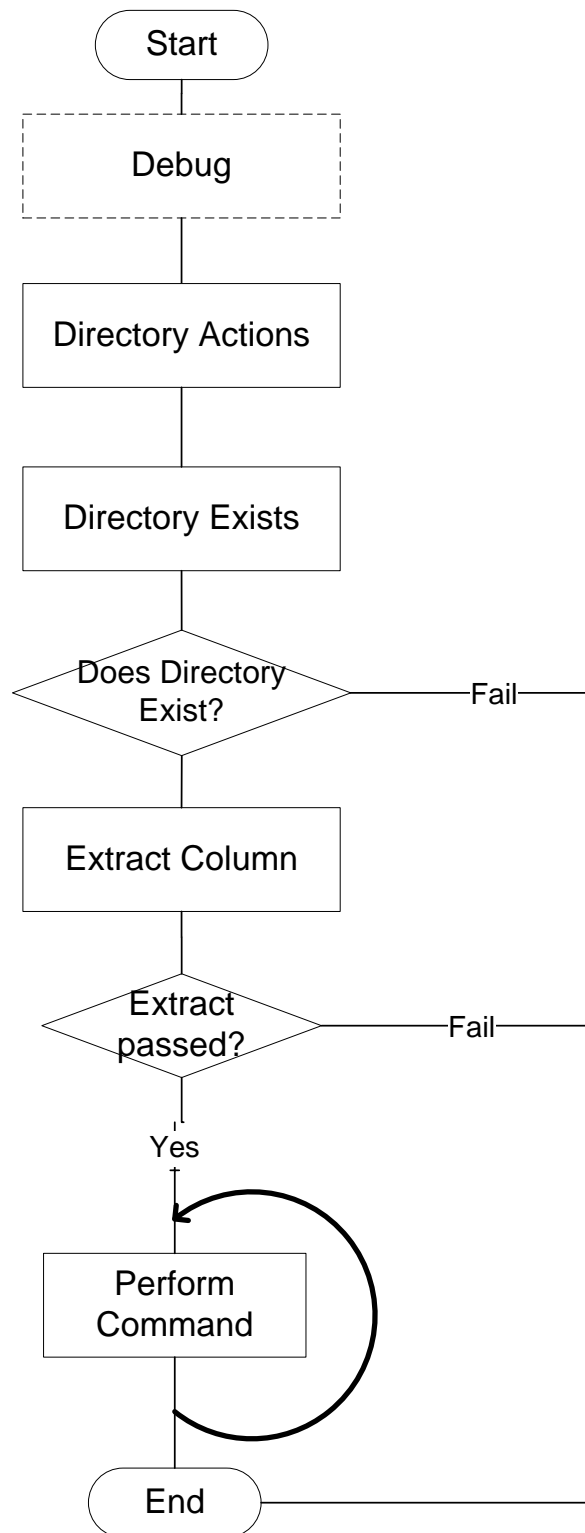 Start
Debug
Directory Actions
Directory Exists
Does Directory
Exist?
Fail
Extract Column
Extract
passed?
Fail
Yes
Perform
Command
End